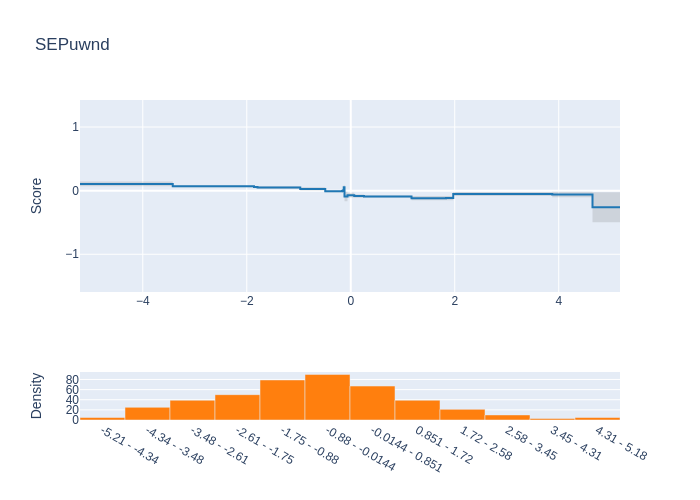 SEPuwnd
Score
1
0
−1
−4
−2
0
2
4
Density
80
60
40
20
0
-5.21 - -4.34
-4.34 - -3.48
-3.48 - -2.61
-2.61 - -1.75
-1.75 - -0.88
-0.88 - -0.0144
-0.0144 - 0.851
0.851 - 1.72
1.72 - 2.58
2.58 - 3.45
3.45 - 4.31
4.31 - 5.18